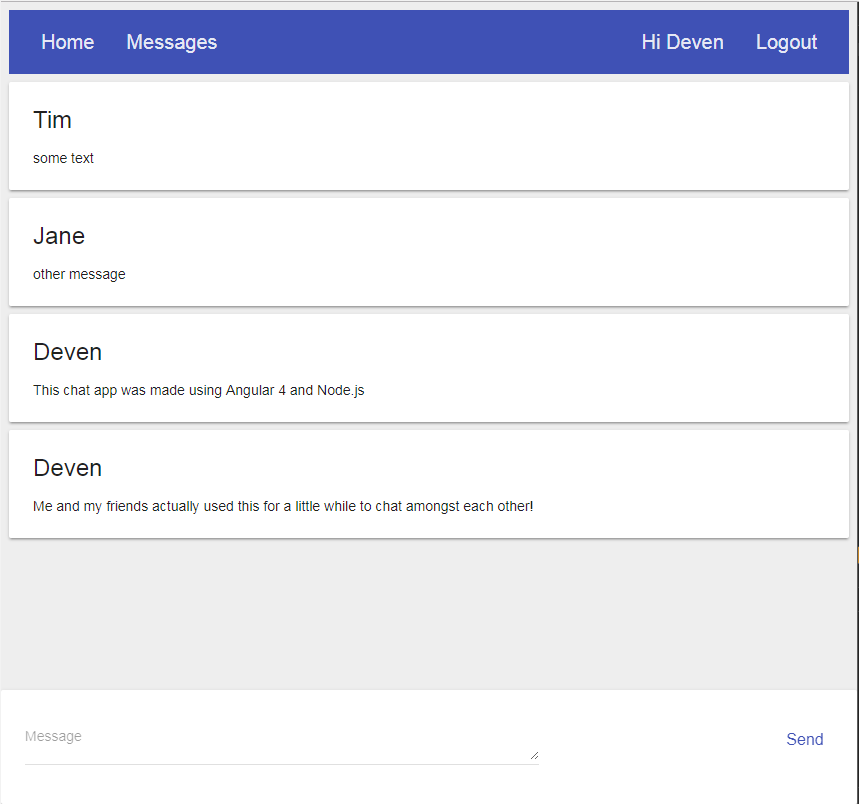 Home Messages Hi Deven Logout
Tim
some text
Jane
other message
Deven
This chat app was made using Angular 4 and Node.js
Deven
Me and my friends actually used this for a little while to chat amongst each other!
Message
Send